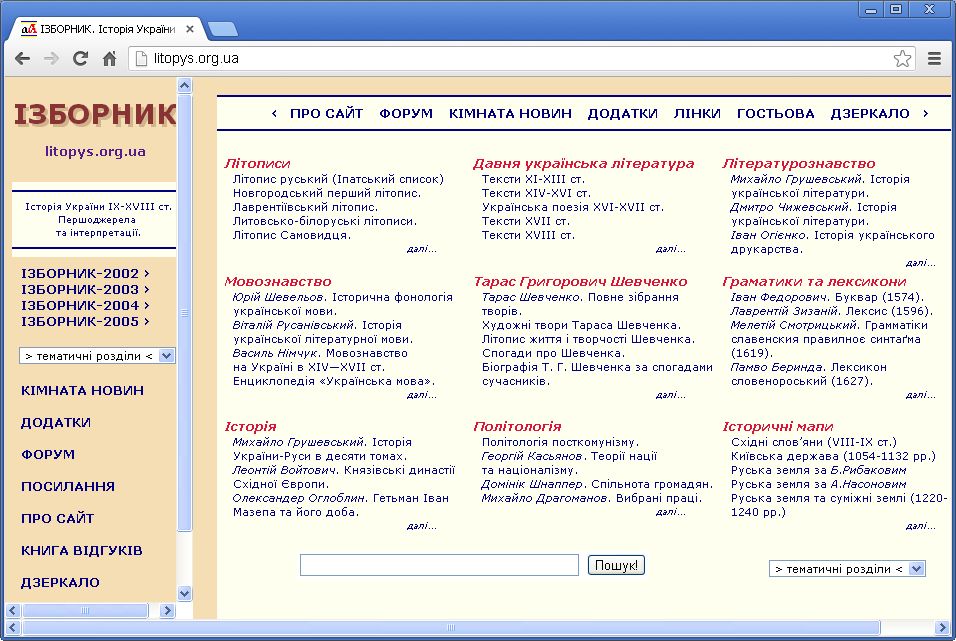 ІЗБОРНИК. Історія України
litopys.org.ua
ІЗБОРНИК
litopys.org.ua
Історія України IX-XVIII ст.
Першоджерела
та інтерпретації.
ІЗБОРНИК-2002 ›
ІЗБОРНИК-2003 ›
ІЗБОРНИК-2004 ›
ІЗБОРНИК-2005 ›
> тематичні розділи <
КІМНАТА НОВИН
ДОДАТКИ
ФОРУМ
ПОСИЛАННЯ
ПРО САЙТ
КНИГА ВІДГУКІВ
ДЗЕРКАЛО
‹ ПРО САЙТ ФОРУМ КІМНАТА НОВИН ДОДАТКИ ЛІНКИ ГОСТЬОВА ДЗЕРКАЛО ›
Літописи
Літопис руський (Іпатський список)
Новгородський перший літопис.
Лаврентіївський літопис.
Литовсько-білоруські літописи.
Літопис Самовидця.
далі...
Давня українська література
Тексти XI-XIII ст.
Тексти XIV-XVI ст.
Українська поезія XVI-XVII ст.
Тексти XVII ст.
Тексти XVIII ст.
далі...
Літературознавство
Михайло Грушевський. Історія
української літератури.
Дмитро Чижевський. Історія
української літератури.
Іван Огієнко. Історія українського
друкарства.
далі...
Мовознавство
Юрій Шевельов. Історична фонологія
української мови.
Віталій Русанівський. Історія
української літературної мови.
Василь Німчук. Мовознавство
на Україні в XIV—XVII ст.
Енциклопедія «Українська мова».
далі...
Тарас Григорович Шевченко
Тарас Шевченко. Повне зібрання
творів.
Художні твори Тараса Шевченка.
Літопис життя і творчості Шевченка.
Спогади про Шевченка.
Біографія Т. Г. Шевченка за спогадами
сучасників.
далі...
Граматики та лексикони
Іван Федорович. Буквар (1574).
Лаврентій Зизаній. Лексис (1596).
Мелетій Смотрицький. Грамматіки
славенския правилноє синтаґма
(1619).
Памво Беринда. Лексикон
словенороський (1627).
далі...
Історія
Михайло Грушевський. Історія
України-Руси в десяти томах.
Леонтій Войтович. Князівські династії
Східної Європи.
Олександер Оглоблин. Гетьман Іван
Мазепа та його доба.
далі...
Політологія
Політологія посткомунізму.
Георгій Касьянов. Теорії нації
та націоналізму.
Домінік Шнаппер. Спільнота громадян.
Михайло Драгоманов. Вибрані праці.
далі...
Історичні мапи
Східні слов'яни (VIII-IX ст.)
Київська держава (1054-1132 рр.)
Руська земля за Б.Рибаковим
Руська земля за А.Насоновим
Руська земля та суміжні землі (1220-
1240 рр.)
далі...
Пошук!
> тематичні розділи <